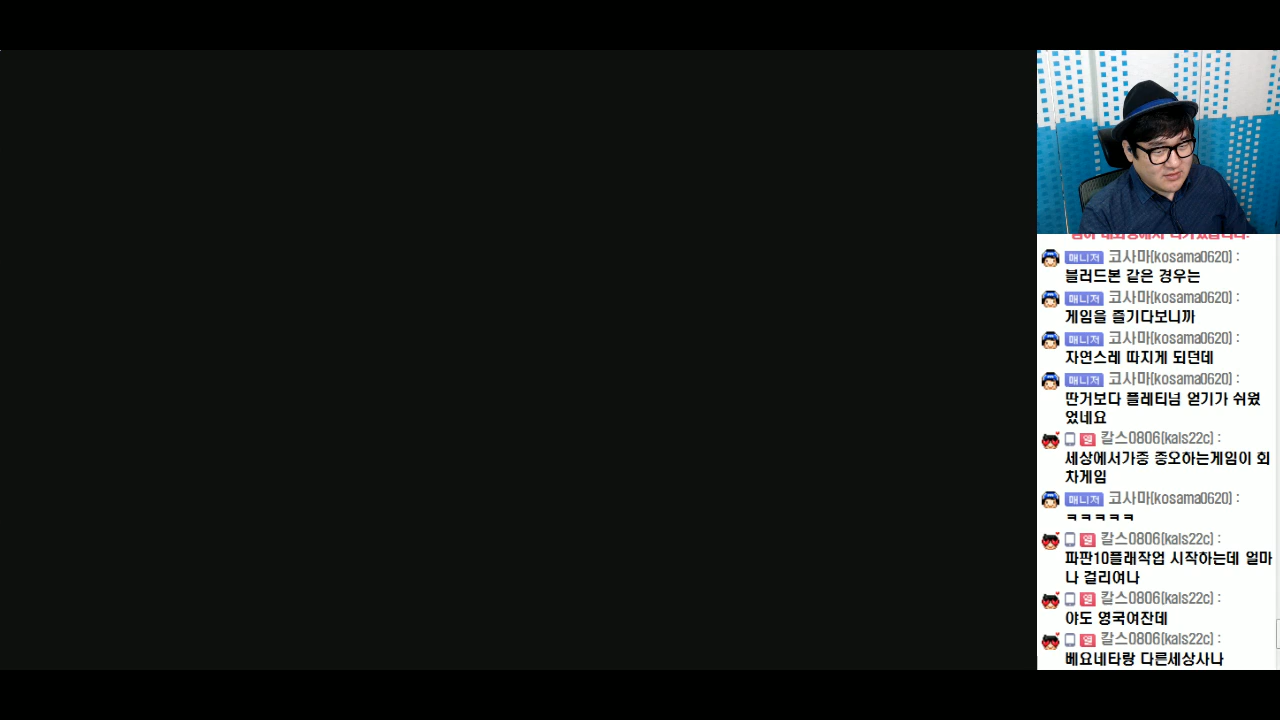 매니저 코사마[kosama0620] :
블러드본 같은 경우는
매니저 코사마[kosama0620] :
게임을 즐기다보니까
매니저 코사마[kosama0620] :
자연스레 따지게 되던데
매니저 코사마[kosama0620] :
딴거보다 플레티넘 얻기가 쉬웠
었네요
열 칼스0806[kals22c] :
세상에서가종 증오하는게임이 회
차게임
매니저 코사마[kosama0620] :
ㅋㅋㅋㅋㅋ
열 칼스0806[kals22c] :
파판10플래작업 시작하는데 얼마
나 걸리여나
열 칼스0806[kals22c] :
야도 영국여잔데
열 칼스0806[kals22c] :
베요네타랑 다른세상사나